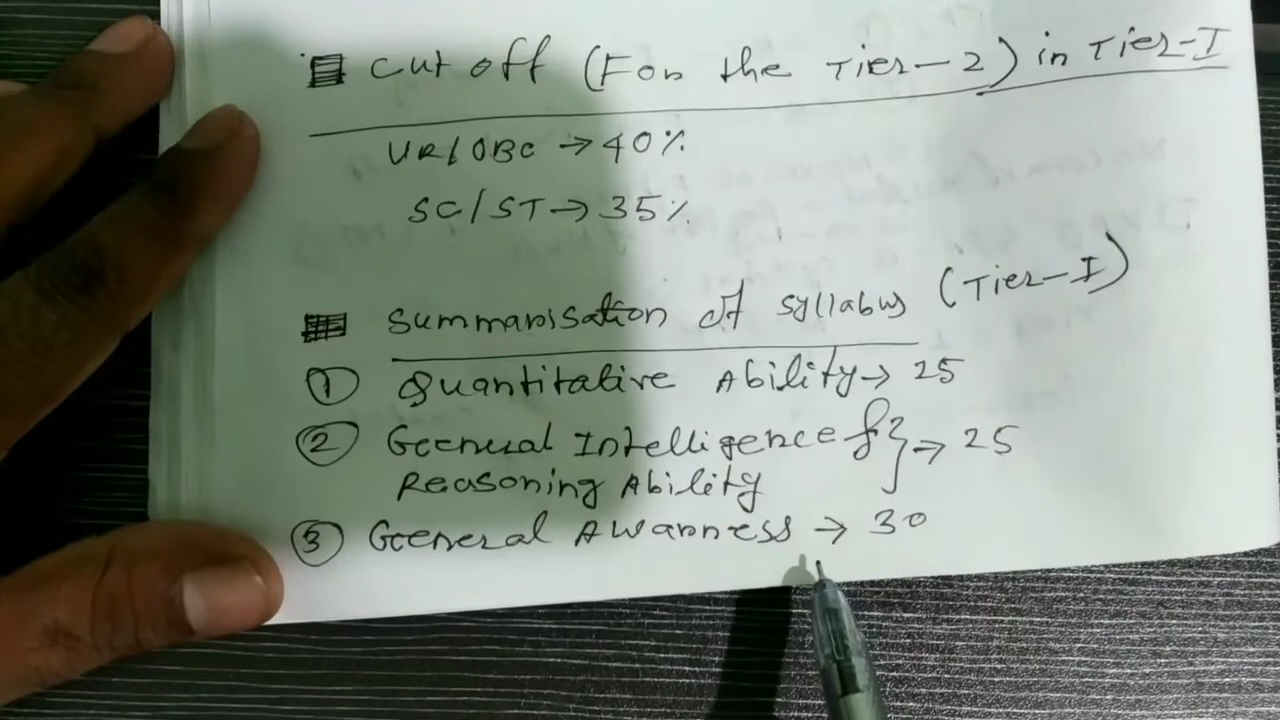 Cut off (For the Tier-2) in Tier-I
UR/OBC → 40%
SC/ST → 35%
Summarisation of syllabus (Tier-I)
① Quantitative Ability → 25
② General Intelligence & } → 25
Reasoning Ability
③ General Awarness → 30